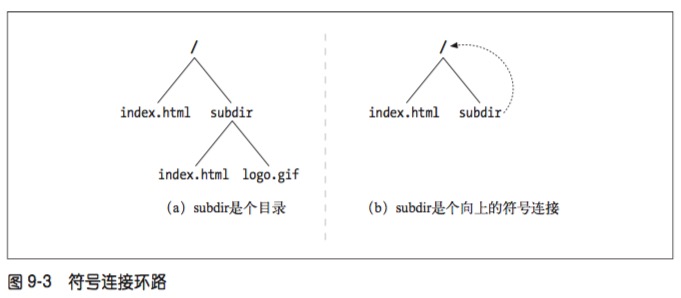 /
index.html subdir
index.html logo.gif
(a) subdir是个目录
/
index.html subdir
(b) subdir是个向上的符号连接
图 9-3 符号连接环路